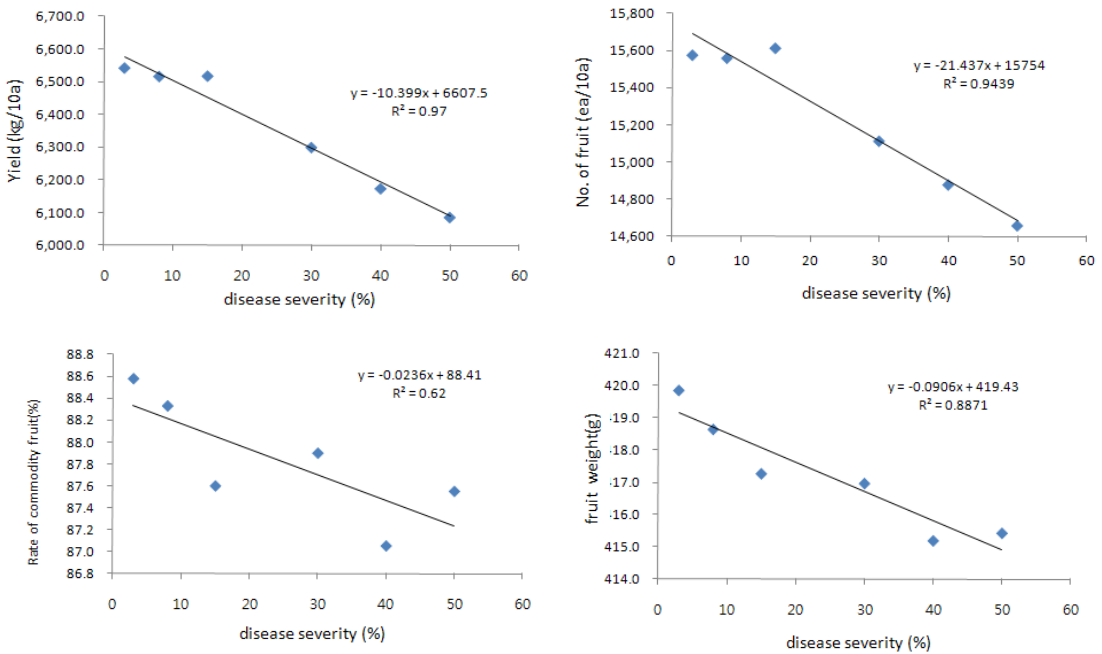 6,700.0
6,600.0
6,500.0
6,400.0
6,300.0
6,200.0
6,100.0
6,000.0
Yield (kg/10a)
y = -10.399x + 6607.5
R² = 0.97
0 10 20 30 40 50 60
disease severity (%)
15,800
15,600
15,400
15,200
15,000
14,800
14,600
No. of fruit (ea/10a)
y = -21.437x + 15754
R² = 0.9439
0 10 20 30 40 50 60
disease severity (%)
88.8
88.6
88.4
88.2
88.0
87.8
87.6
87.4
87.2
87.0
86.8
Rate of commodity fruit(%)
y = -0.0236x + 88.41
R² = 0.62
0 10 20 30 40 50 60
disease severity (%)
421.0
420.0
419.0
418.0
417.0
416.0
415.0
414.0
fruit weight(g)
y = -0.0906x + 419.43
R² = 0.8871
0 10 20 30 40 50 60
disease severity (%)